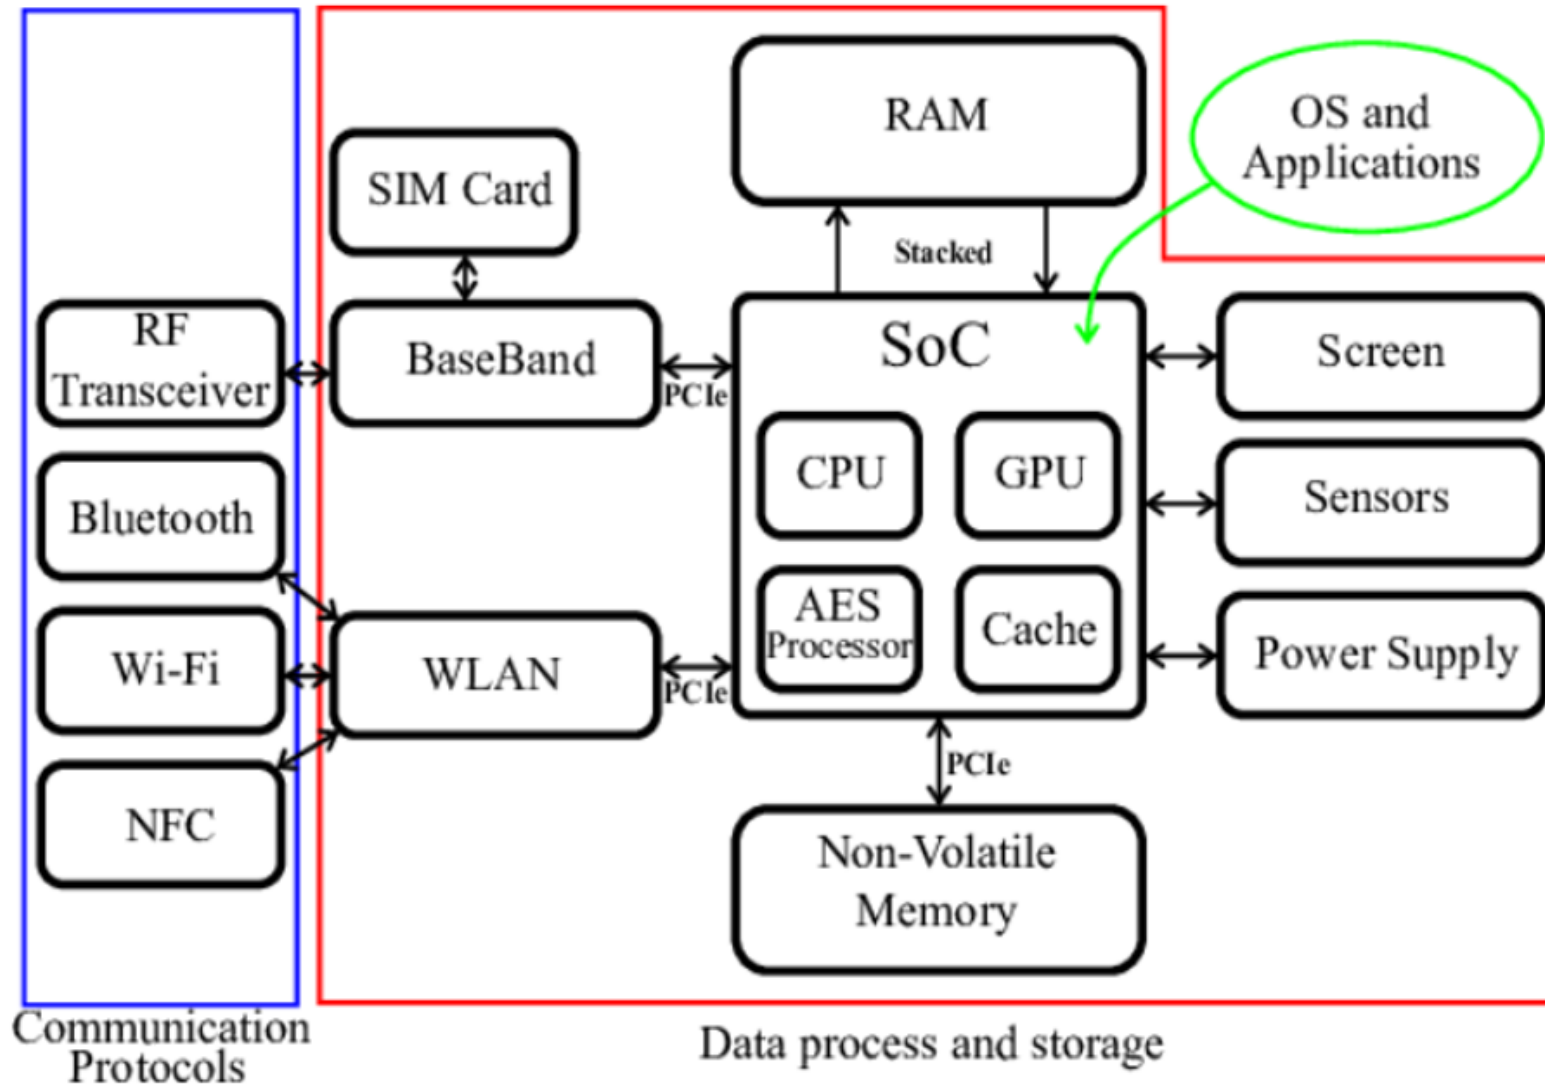 RAM
OS and
Applications
SIM Card
Stacked
RF
Transceiver
BaseBand
PCIe
SoC
Screen
CPU
GPU
Sensors
Bluetooth
AES
Processor
Cache
Wi-Fi
WLAN
PCIe
Power Supply
PCIe
NFC
Non-Volatile
Memory
Communication
Protocols
Data process and storage